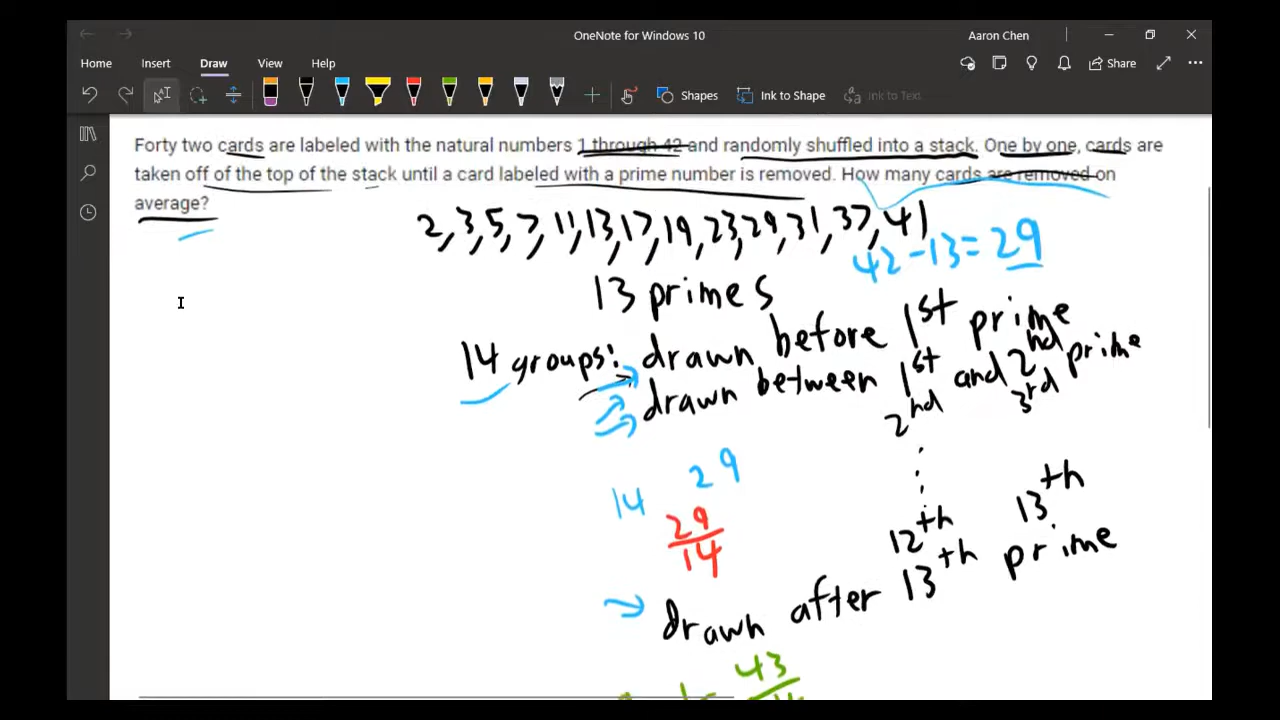 OneNote for Windows 10
Aaron Chen
Home Insert Draw View Help
Share
Shapes
Ink to Shape
Ink to Text
Forty two cards are labeled with the natural numbers 1 through 42 and randomly shuffled into a stack. One by one, cards are
taken off of the top of the stack until a card labeled with a prime number is removed. How many cards are removed on
average?
2, 3, 5, 7, 11, 13, 17, 19, 23, 29, 31, 37, 41
42 - 13 = 29
13 primes
14 groups: drawn before 1st prime
drawn between 1st and 2nd prime
2nd 3rd
⋮
14 29
29/14
12th 13th
drawn after 13th prime
43